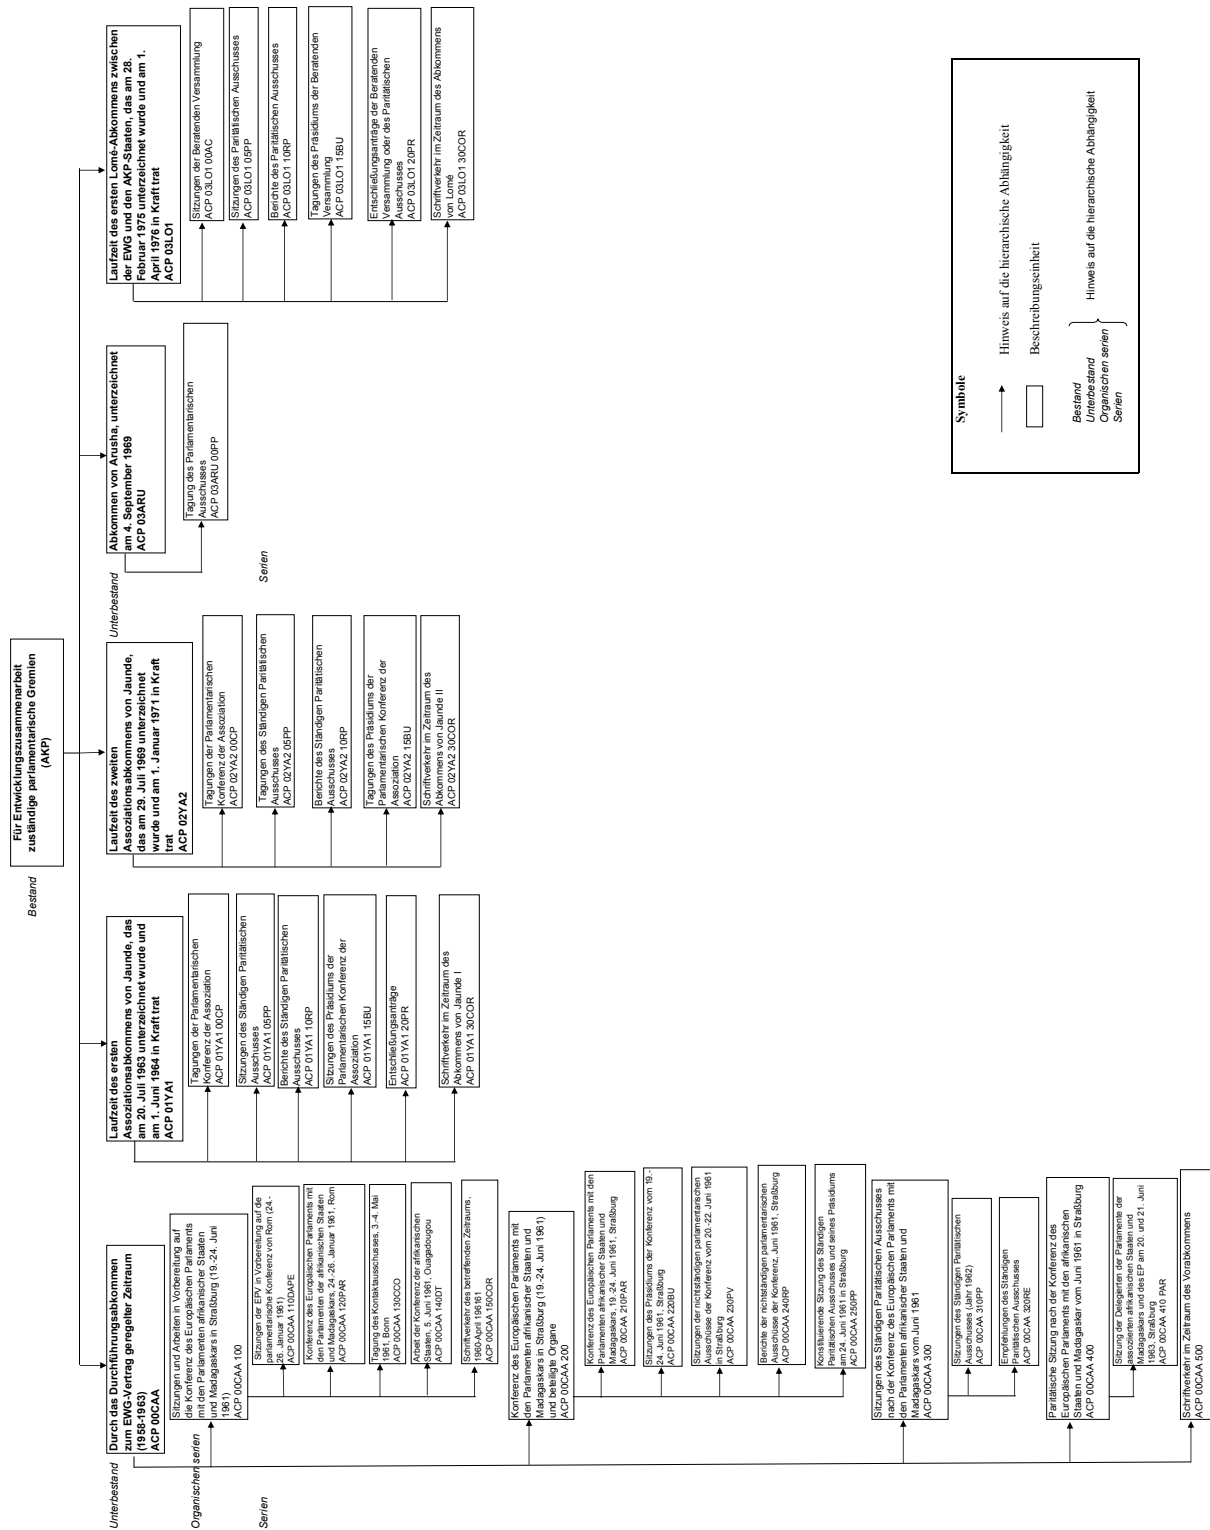 Bestand
Für Entwicklungszusammenarbeit
zuständige parlamentarische Gremien
(AKP)
Unterbestand
Durch das Durchführungsabkommen
zum EWG-Vertrag geregelter Zeitraum
(1958-1963)
ACP 00CAA
Organischen serien
Sitzungen und Arbeiten in Vorbereitung auf
die Konferenz des Europäischen Parlaments
mit den Parlamenten afrikanischer Staaten
und Madagaskars in Straßburg (19.-24. Juni
1961)
ACP 00CAA 100
Serien
Sitzungen der EPV in Vorbereitung auf die
parlamentarische Konferenz von Rom (24.-
26. Januar 1961)
ACP 00CAA 110DAPE
Konferenz des Europäischen Parlaments mit
den Parlamenten der afrikanischen Staaten
und Madagaskars, 24.-26. Januar 1961, Rom
ACP 00CAA 120PAR
Tagung des Kontaktausschusses, 3.-4. Mai
1961, Bonn
ACP 00CAA 130CCO
Arbeit der Konferenz der afrikanischen
Staaten, 5. Juni 1961, Ouagadougou
ACP 00CAA 140DT
Schriftverkehr des betreffenden Zeitraums,
1960-April 196161
ACP 00CAA 150COR
Konferenz des Europäischen Parlaments mit
den Parlamenten afrikanischer Staaten und
Madagaskars in Straßburg (19.-24. Juni 1961)
und beteiligte Organe
ACP 00CAA 200
Konferenz des Europäischen Parlaments mit den
Parlamenten afrikanischer Staaten und
Madagaskars, 19.-24. Juni 1961, Straßburg
ACP 00CAA 210PAR
Sitzungen des Präsidiums der Konferenz vom 19.-
24. Juni 1961, Straßburg
ACP 00CAA 220BU
Sitzungen der nichtständigen parlamentarischen
Ausschüsse der Konferenz vom 20.-22. Juni 1961
in Straßburg
ACP 00CAA 230PV
Berichte der nichtständigen parlamentarischen
Ausschüsse der Konferenz, Juni 1961, Straßburg
ACP 00CAA 240RP
Konstituierende Sitzung des Ständigen
Paritätischen Ausschusses und seines Präsidiums
am 24. Juni 1961 in Straßburg
ACP 00CAA 250PP
Sitzungen des Ständigen Paritätischen Ausschusses
nach der Konferenz des Europäischen Parlaments mit
den Parlamenten afrikanischer Staaten und
Madagaskars vom Juni 1961
ACP 00CAA 300
Sitzungen des Ständigen Paritätischen
Ausschusses (Jahr 1962)
ACP 00CAA 310PP
Empfehlungen des Ständigen
Paritätischen Ausschusses
ACP 00CAA 320RE
Paritätische Sitzung nach der Konferenz des
Europäischen Parlaments mit den afrikanischen
Staaten und Madagaskar vom Juni 1961 in Straßburg
ACP 00CAA 400
Sitzung der Delegierten der Parlamente der
assoziierten afrikanischen Staaten und
Madagaskars und des EP am 20. und 21. Juni
1963, Straßburg
ACP 00CAA 410 PAR
Schriftverkehr im Zeitraum des Vorabkommens
ACP 00CAA 500
Laufzeit des ersten
Assoziationsabkommens von Jaunde, das
am 20. Juli 1963 unterzeichnet wurde und
am 1. Juni 1964 in Kraft trat
ACP 01YA1
Tagungen der Parlamentarischen
Konferenz der Assoziation
ACP 01YA1 00CP
Sitzungen des Ständigen Paritätischen
Ausschusses
ACP 01YA1 05PP
Berichte des Ständigen Paritätischen
Ausschusses
ACP 01YA1 10RP
Sitzungen des Präsidiums der
Parlamentarischen Konferenz der
Assoziation
ACP 01YA1 15BU
Entschließungsanträge
ACP 01YA1 20PR
Schriftverkehr im Zeitraum des
Abkommens von Jaunde I
ACP 01YA1 30COR
Laufzeit des zweiten
Assoziationsabkommens von Jaunde,
das am 29. Juli 1969 unterzeichnet
wurde und am 1. Januar 1971 in Kraft
trat
ACP 02YA2
Tagungen der Parlamentarischen
Konferenz der Assoziation
ACP 02YA2 00CP
Tagungen des Ständigen Paritätischen
Ausschusses
ACP 02YA2 05PP
Berichte des Ständigen Paritätischen
Ausschusses
ACP 02YA2 10RP
Tagungen des Präsidiums der
Parlamentarischen Konferenz der
Assoziation
ACP 02YA2 15BU
Schriftverkehr im Zeitraum des
Abkommens von Jaunde II
ACP 02YA2 30COR
Unterbestand
Abkommen von Arusha, unterzeichnet
am 4. September 1969
ACP 03ARU
Tagung des Parlamentarischen
Ausschusses
ACP 03ARU 00PP
Serien
Laufzeit des ersten Lomé-Abkommens zwischen
der EWG und den AKP-Staaten, das am 28.
Februar 1975 unterzeichnet wurde und am 1.
April 1976 in Kraft trat
ACP 03LO1
Sitzungen der Beratenden Versammlung
ACP 03LO1 00AC
Sitzungen des Paritätischen Ausschusses
ACP 03LO1 05PP
Berichte des Paritätischen Ausschusses
ACP 03LO1 10RP
Tagungen des Präsidiums der Beratenden
Versammlung
ACP 03LO1 15BU
Entschließungsanträge der Beratenden
Versammlung oder des Paritätischen
Ausschusses
ACP 03LO1 20PR
Schriftverkehr im Zeitraum des Abkommens
von Lomé
ACP 03LO1 30COR
Symbole
Hinweis auf die hierarchische Abhängigkeit
Beschreibungseinheit
Bestand
Unterbestand
Organischen serien
Serien
Hinweis auf die hierarchische Abhängigkeit